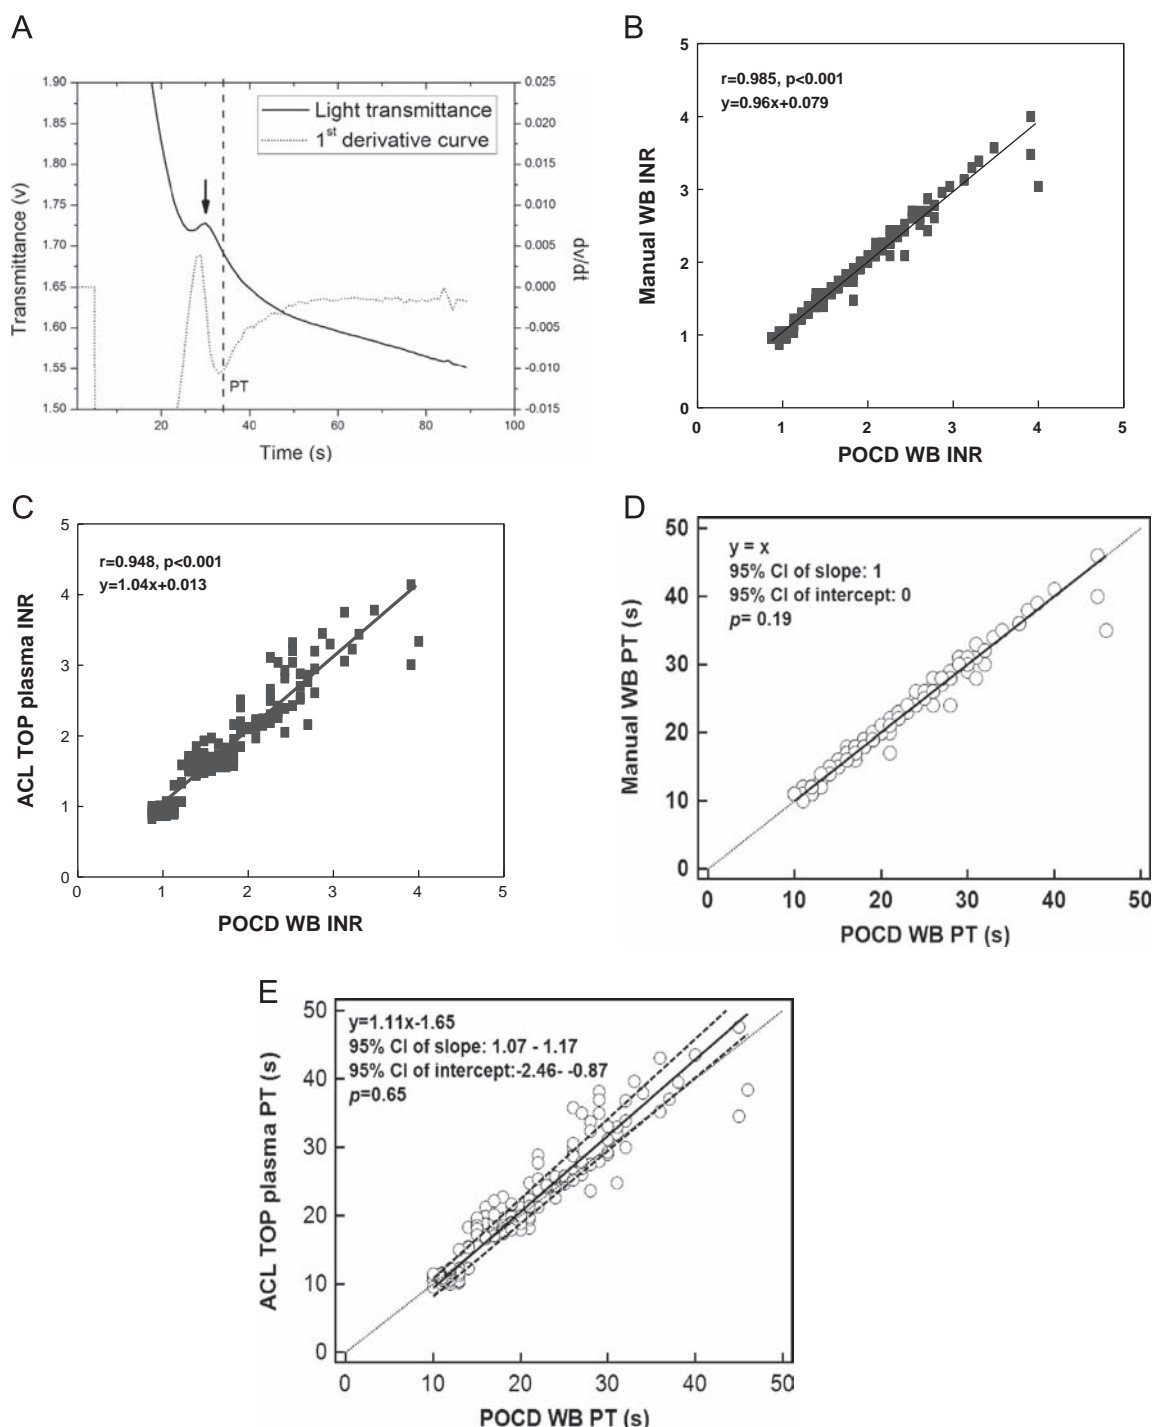 A
1.90
1.85
1.80
1.75
1.70
1.65
1.60
1.55
1.50
Transmittance (v)
0.025
0.020
0.015
0.010
0.005
0.000
-0.005
-0.010
-0.015
dv/dt
Light transmittance
1st derivative curve
PT
20
40
60
80
100
Time (s)
B
5
4
3
2
1
0
Manual WB INR
r=0.985, p<0.001
y=0.96x+0.079
0
1
2
3
4
5
POCD WB INR
C
5
4
3
2
1
0
ACL TOP plasma INR
r=0.948, p<0.001
y=1.04x+0.013
0
1
2
3
4
5
POCD WB INR
D
50
40
30
20
10
0
Manual WB PT (s)
y = x
95% CI of slope: 1
95% CI of intercept: 0
p= 0.19
0
10
20
30
40
50
POCD WB PT (s)
E
50
40
30
20
10
0
ACL TOP plasma PT (s)
y=1.11x-1.65
95% CI of slope: 1.07 - 1.17
95% CI of intercept:-2.46- -0.87
p=0.65
0
10
20
30
40
50
POCD WB PT (s)